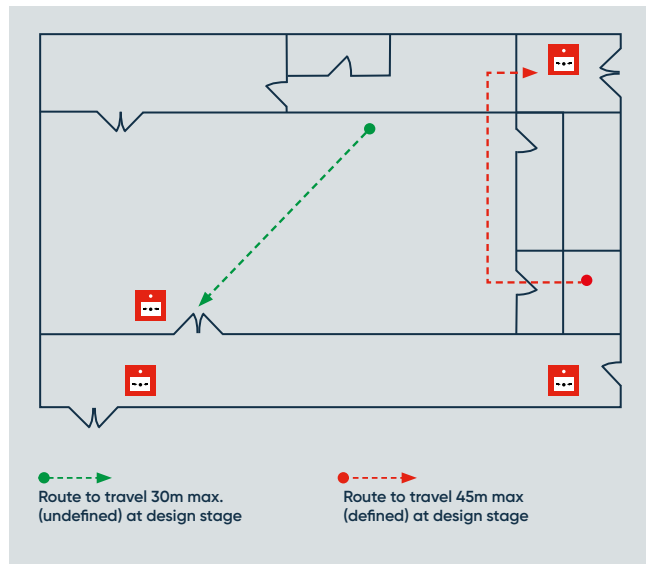 Route to travel 30m max.
(undefined) at design stage
Route to travel 45m max
(defined) at design stage